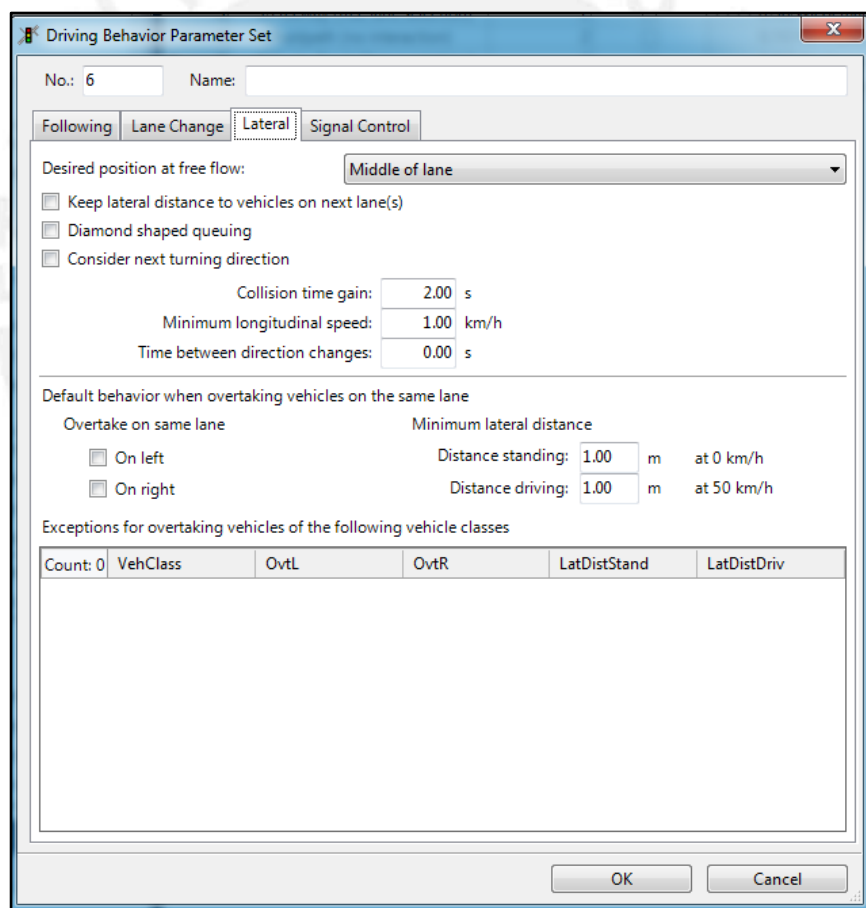 Driving Behavior Parameter Set
No.: 6 Name:
Following Lane Change Lateral Signal Control
Desired position at free flow: Middle of lane
Keep lateral distance to vehicles on next lane(s)
Diamond shaped queuing
Consider next turning direction
Collision time gain: 2.00 s
Minimum longitudinal speed: 1.00 km/h
Time between direction changes: 0.00 s
Default behavior when overtaking vehicles on the same lane
Overtake on same lane Minimum lateral distance
On left Distance standing: 1.00 m at 0 km/h
On right Distance driving: 1.00 m at 50 km/h
Exceptions for overtaking vehicles of the following vehicle classes
Count: 0 VehClass OvtL OvtR LatDistStand LatDistDriv
OK Cancel